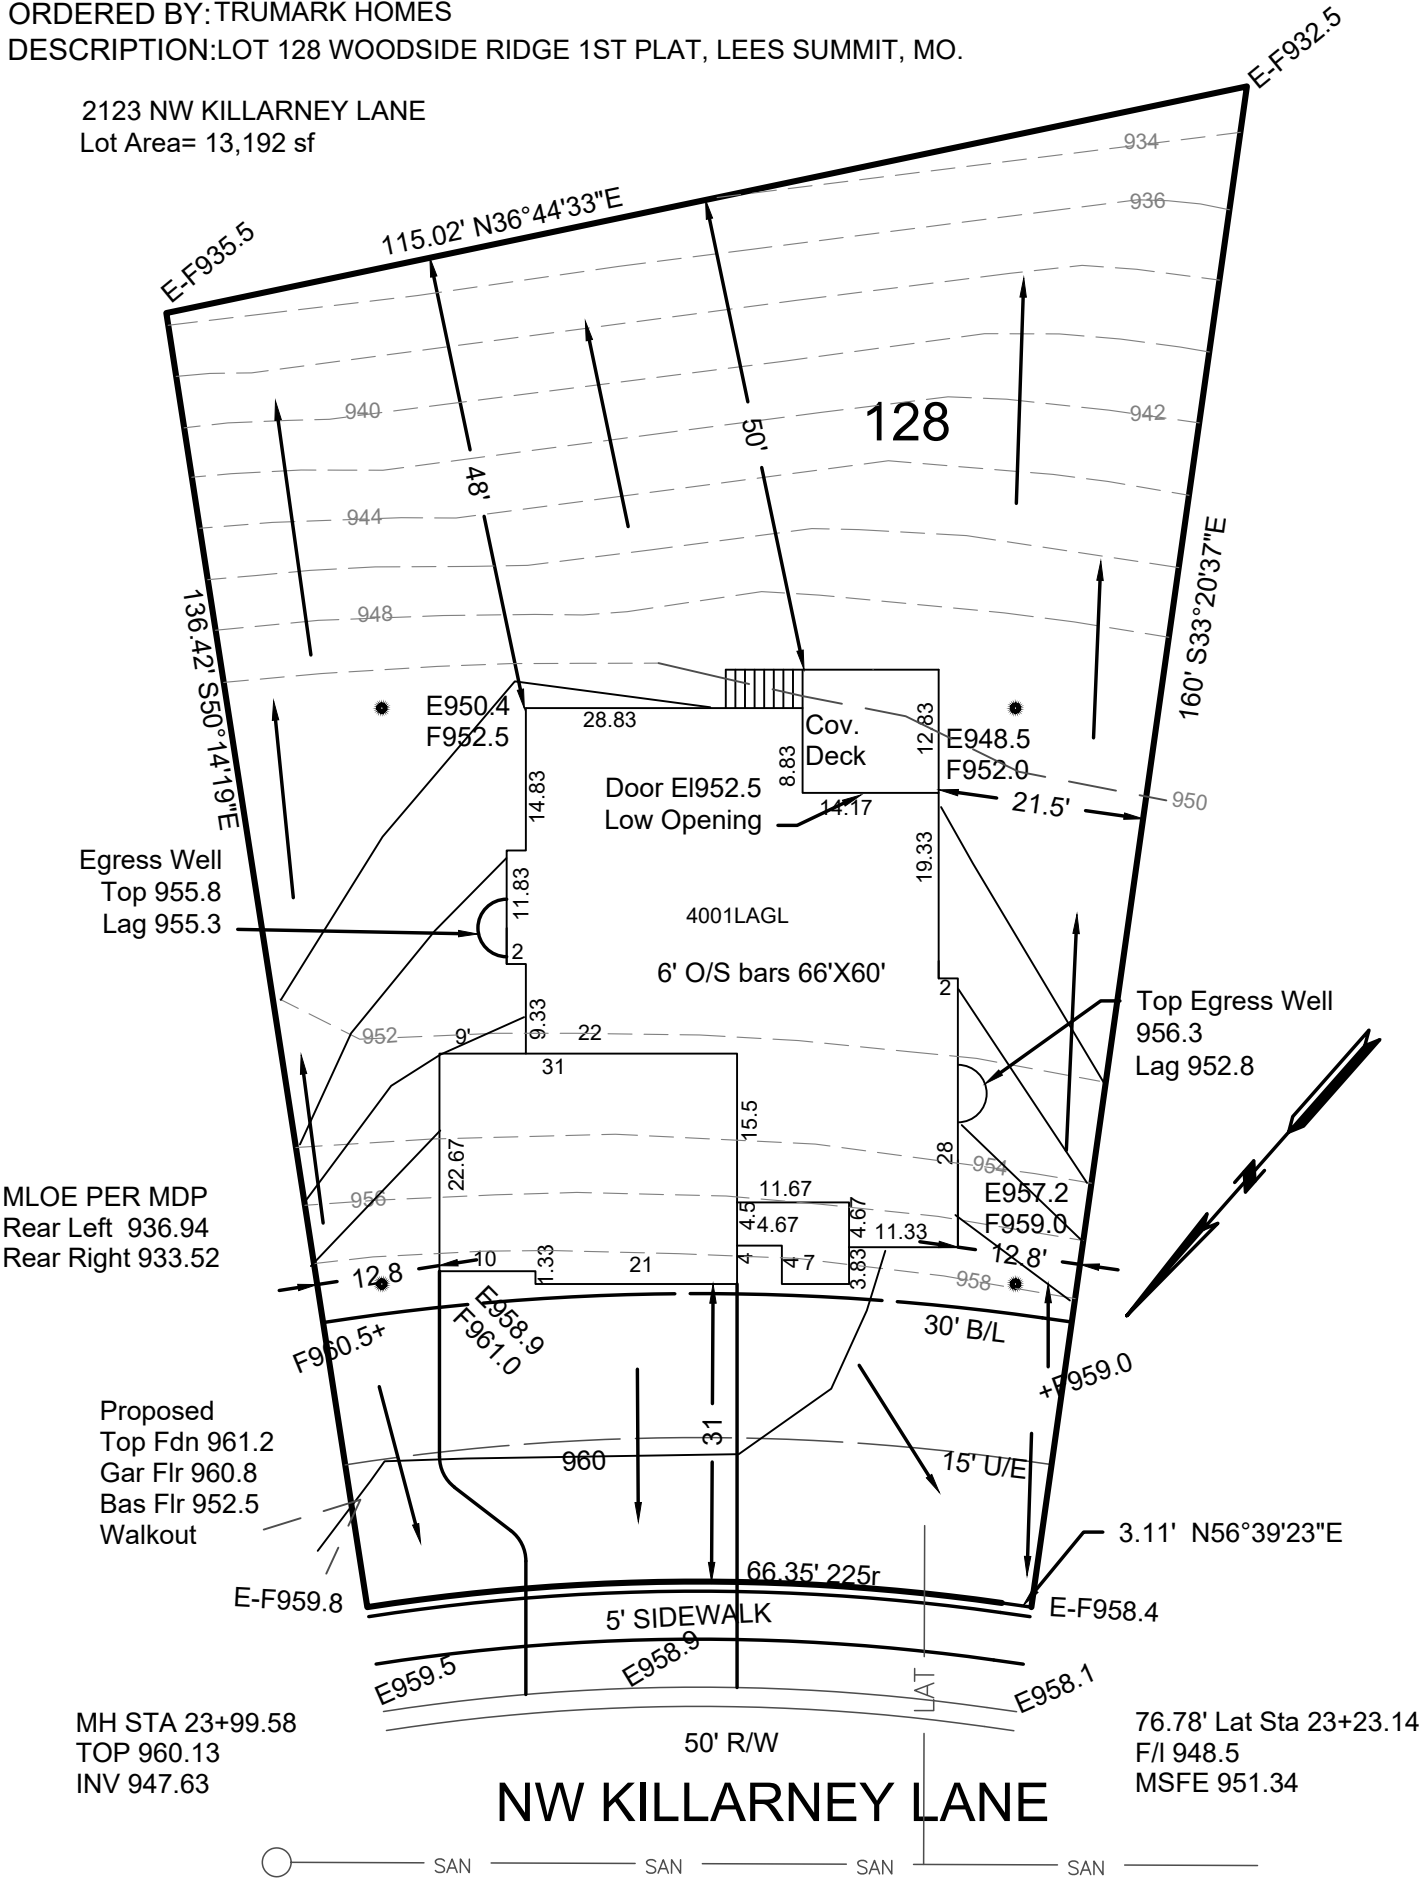 ORDERED BY: TRUMARK HOMES
DESCRIPTION:LOT 128 WOODSIDE RIDGE 1ST PLAT, LEES SUMMIT, MO.
2123 NW KILLARNEY LANE
Lot Area= 13,192 sf
E-F932.5
934
936
115.02' N36°44'33"E
E-F935.5
940
942
128
50'
48'
944
948
136.42' S50°14'19"E
160' S33°20'37"E
E950.4
F952.5
28.83
Cov.
Deck
12.83
8.83
E948.5
F952.0
950
21.5'
14.83
Door El952.5
Low Opening
14.17
19.33
Egress Well
Top 955.8
Lag 955.3
11.83
2
4001LAGL
6' O/S bars 66'X60'
2
Top Egress Well
956.3
Lag 952.8
952
9'
9.33
22
31
15.5
22.67
28
954
956
MLOE PER MDP
Rear Left 936.94
Rear Right 933.52
11.67
4.5
4.67
4.67
11.33
E957.2
F959.0
12.8
10
1.33
21
4
4
7
3.83
12.8'
958
E958.9
F961.0
F960.5+
30' B/L
+F959.0
31
960
15' U/E
Proposed
Top Fdn 961.2
Gar Flr 960.8
Bas Flr 952.5
Walkout
3.11' N56°39'23"E
66.35' 225r
E-F959.8
5' SIDEWALK
E-F958.4
E959.5
E958.9
LAT
E958.1
MH STA 23+99.58
TOP 960.13
INV 947.63
50' R/W
76.78' Lat Sta 23+23.14
F/l 948.5
MSFE 951.34
NW KILLARNEY LANE
SAN
SAN
SAN
SAN